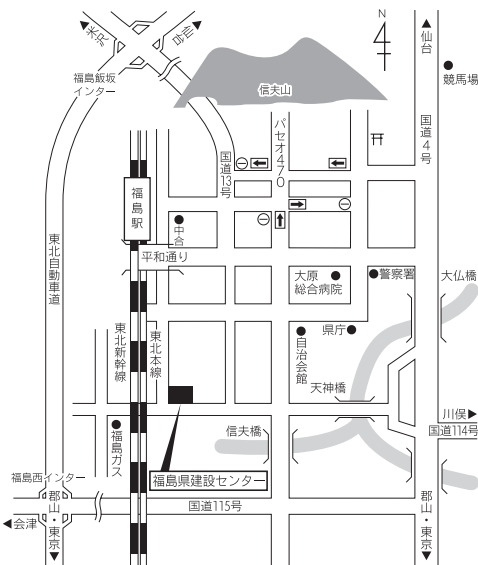 N
米沢
仙台
▲仙台
福島飯坂
インター
信夫山
競馬場
パセオ470
国道13号
国道4号
福島駅
中合
平和通り
東北自動車道
大原
総合病院
警察署
大仏橋
東北新幹線
東北本線
県庁
自治会館
天神橋
川俣▶
国道114号
福島ガス
信夫橋
福島西インター
福島県建設センター
郡山・東京▼
国道115号
◀会津
郡山・東京▼